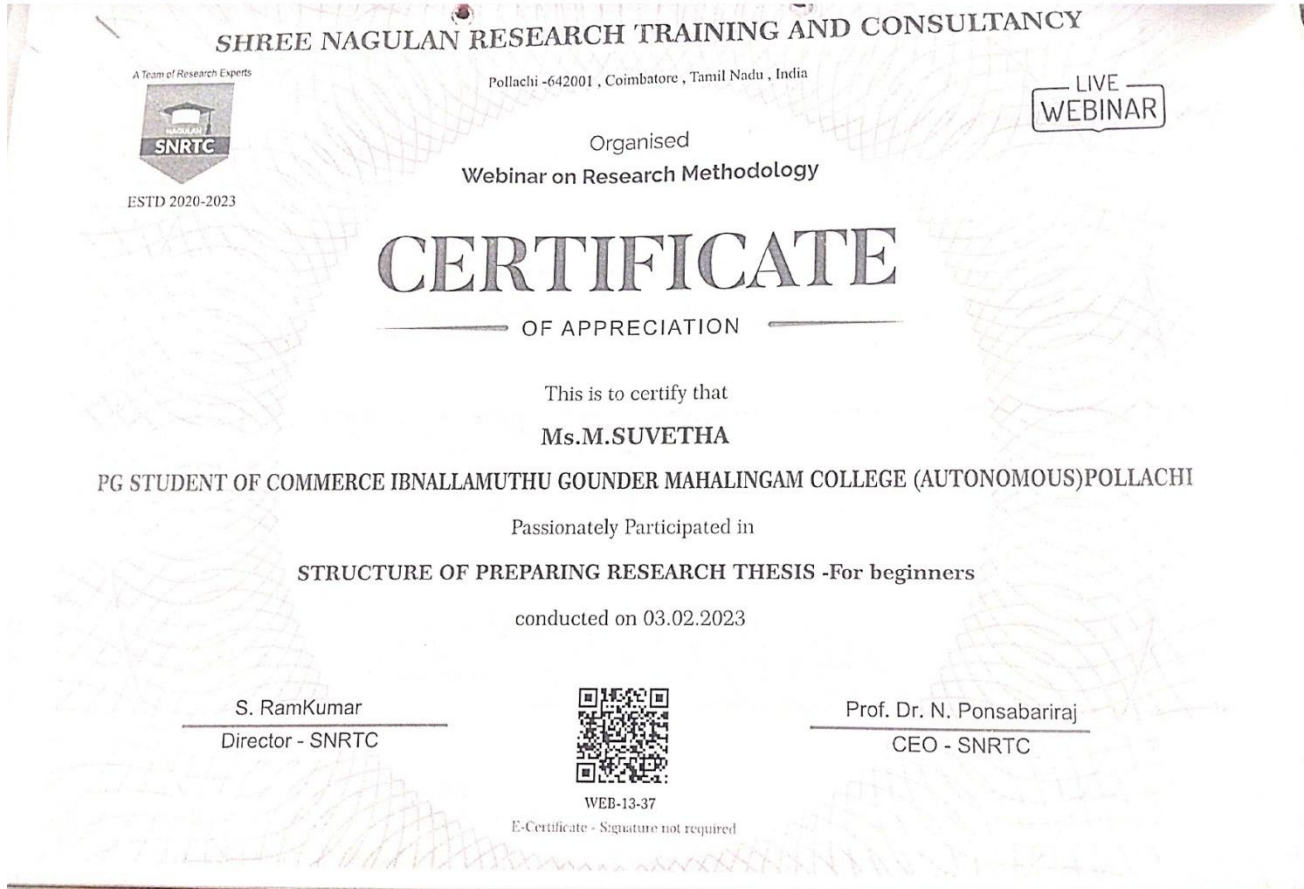 SHREE NAGULAN RESEARCH TRAINING AND CONSULTANCY
A Team of Research Experts
Pollachi -642001 , Coimbatore , Tamil Nadu , India
LIVE
WEBINAR
NAGULAN
SNRTC
ESTD 2020-2023
Organised
Webinar on Research Methodology
CERTIFICATE
OF APPRECIATION
This is to certify that
Ms.M.SUVETHA
PG STUDENT OF COMMERCE IBNALLAMUTHU GOUNDER MAHALINGAM COLLEGE (AUTONOMOUS)POLLACHI
Passionately Participated in
STRUCTURE OF PREPARING RESEARCH THESIS -For beginners
conducted on 03.02.2023
S. RamKumar
Director - SNRTC
Prof. Dr. N. Ponsabariraj
CEO - SNRTC
WEB-13-37
E-Certificate - Signature not required